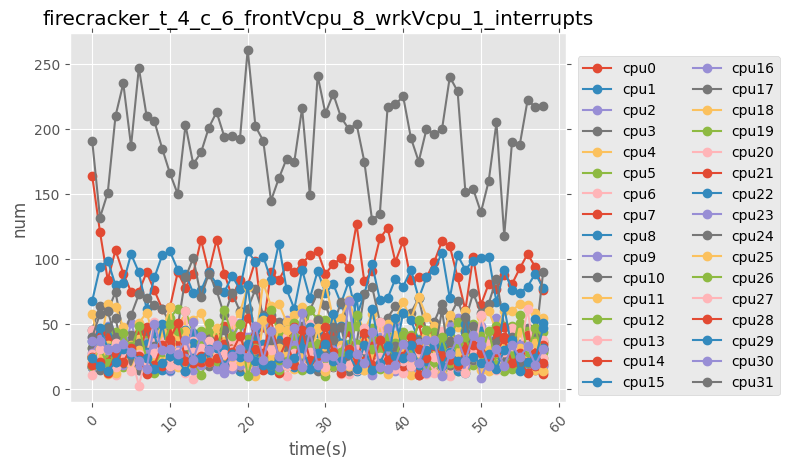 firecracker_t_4_c_6_frontVcpu_8_wrkVcpu_1_interrupts
250
200
150
100
50
0
num
0
10
20
30
40
50
60
time(s)
cpu0
cpu1
cpu2
cpu3
cpu4
cpu5
cpu6
cpu7
cpu8
cpu9
cpu10
cpu11
cpu12
cpu13
cpu14
cpu15
cpu16
cpu17
cpu18
cpu19
cpu20
cpu21
cpu22
cpu23
cpu24
cpu25
cpu26
cpu27
cpu28
cpu29
cpu30
cpu31